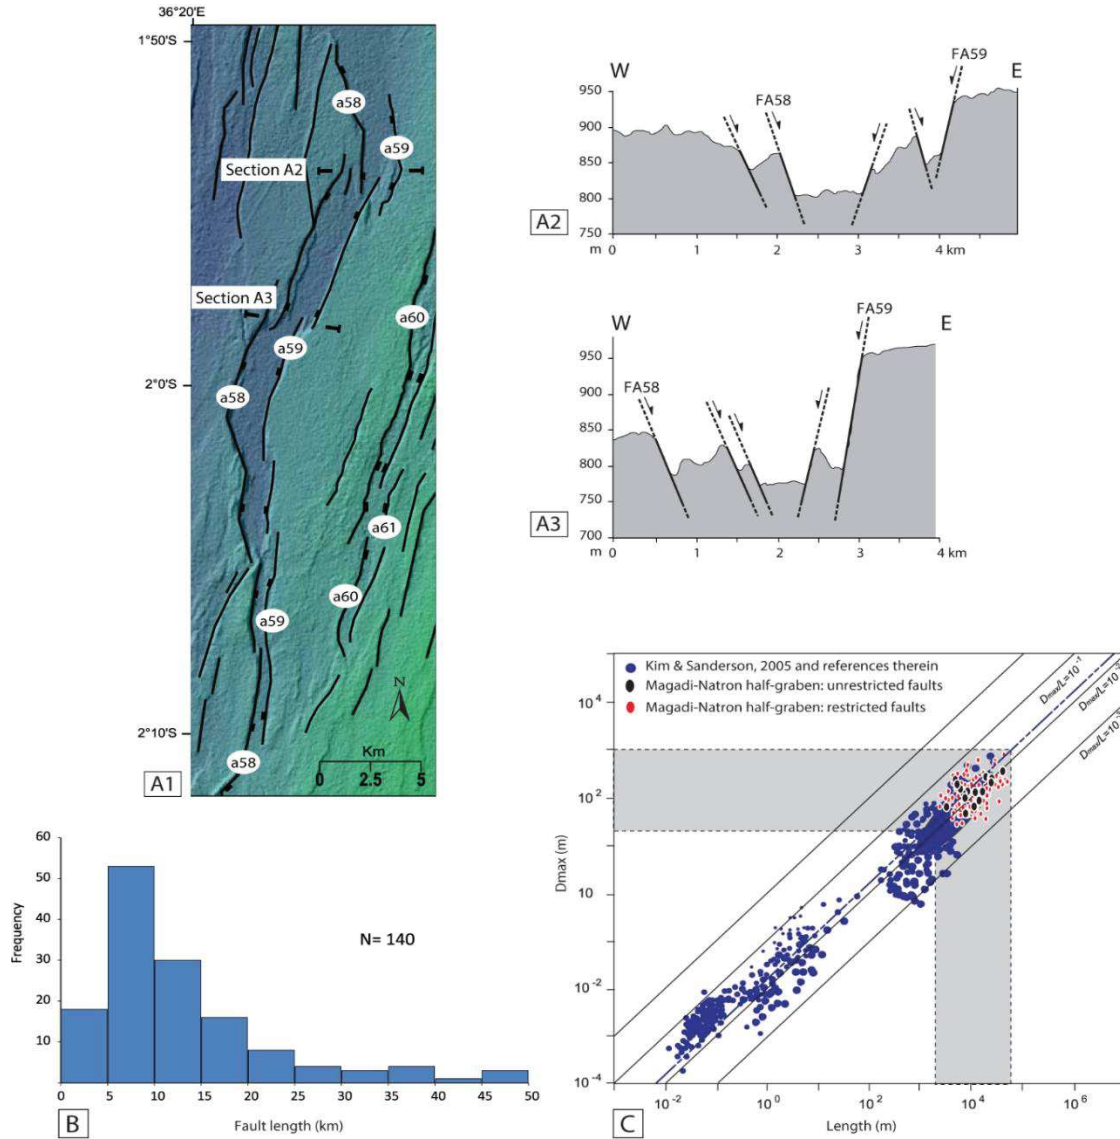 36°20'E
1°50'S
a58
a59
Section A2
Section A3
a60
a59
2°0'S
a58
a61
a60
a59
N
2°10'S
Km
a58
0 2.5 5
A1
W E
FA59
FA58
950
900
850
800
750
m 1 2 3 4 km
A2
W E
FA59
FA58
950
900
850
800
750
700
m 1 2 3 4 km
A3
60
50
40
30
20
10
Frequency
N= 140
0 5 10 15 20 25 30 35 40 45 50
Fault length (km)
B
Kim & Sanderson, 2005 and references therein
Magadi-Natron half-graben: unrestricted faults
Magadi-Natron half-graben: restricted faults
Dmax/L=10⁻¹
10⁴
10²
10
10⁻²
10⁻⁴
Dmax (m)
10⁻² 10⁰ 10² 10⁴ 10⁶
Length (m)
C